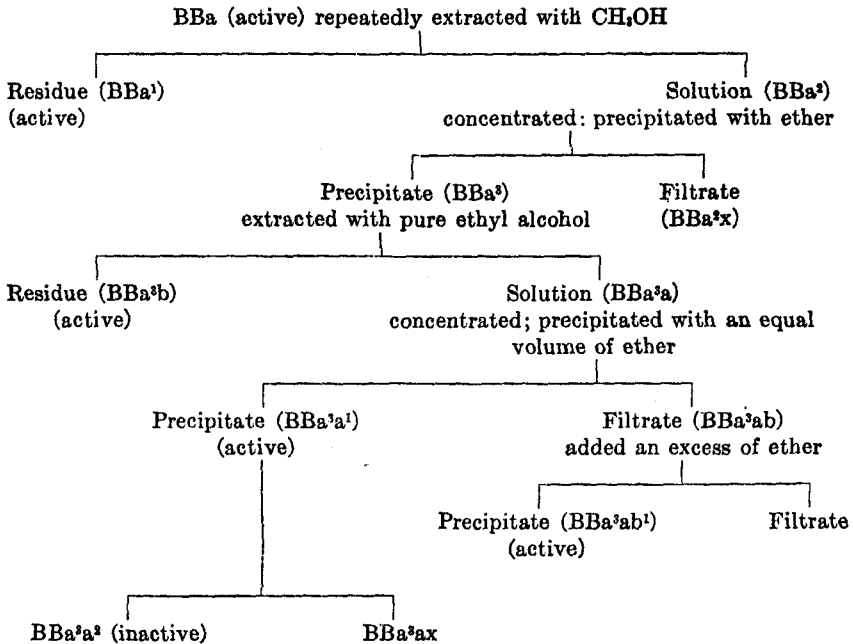 BBa (active) repeatedly extracted with CH₃OH
Residue (BBa¹) Solution (BBa²)
(active) concentrated: precipitated with ether
Precipitate (BBa³) Filtrate
extracted with pure ethyl alcohol (BBa²x)
Residue (BBa³b) Solution (BBa³a)
(active) concentrated; precipitated with an equal
volume of ether
Precipitate (BBa³a¹) Filtrate (BBa³ab)
(active) added an excess of ether
Precipitate (BBa³ab¹) Filtrate
(active)
BBa³a² (inactive) BBa³ax